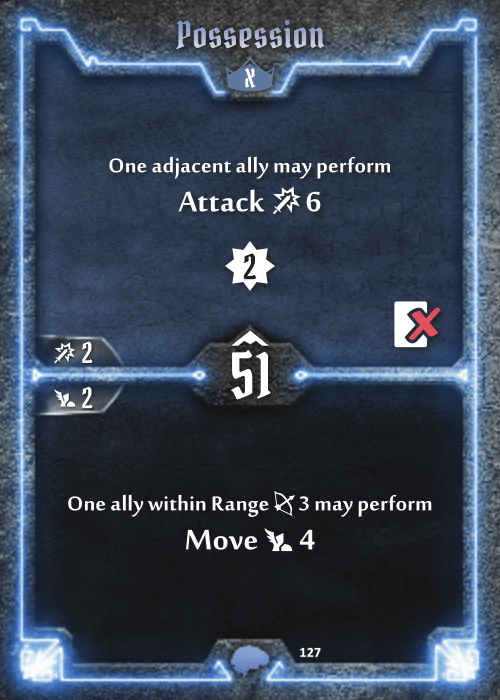 Possession
X
One adjacent ally may perform
Attack 6
2
2
51
2
One ally within Range 3 may perform
Move 4
127